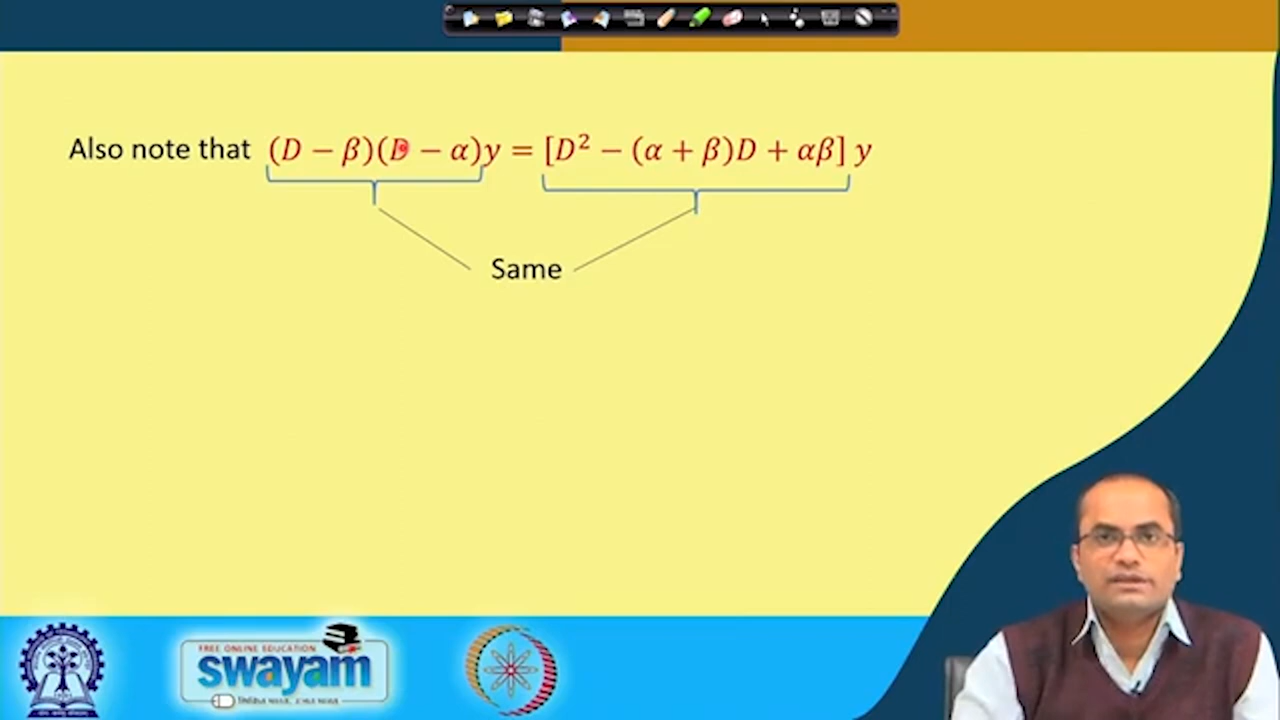 Also note that (D − β)(D − α)y = [D² − (α + β)D + αβ] y
Same
FREE ONLINE EDUCATION
swayam